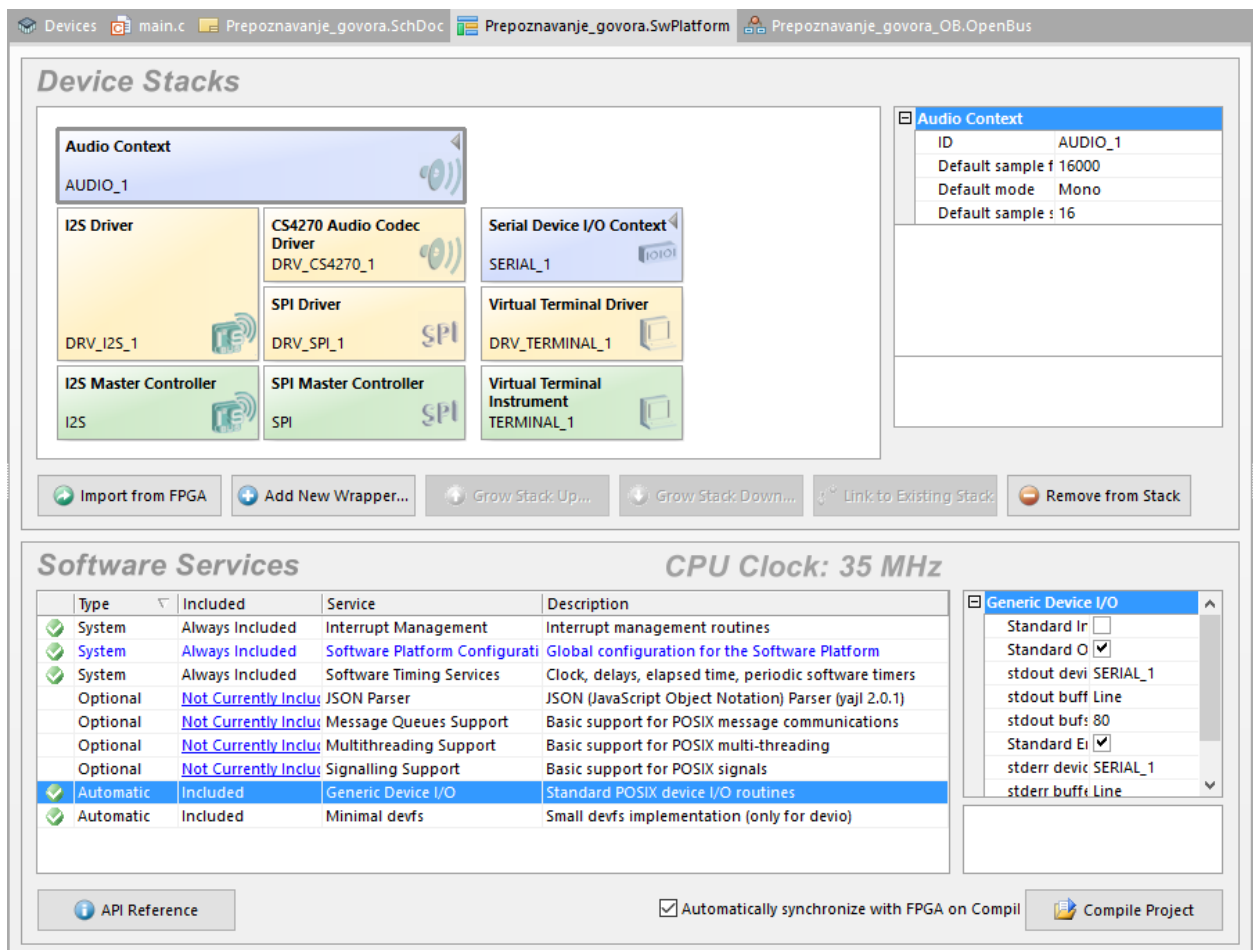 Devices main.c Prepoznavanje_govora.SchDoc Prepoznavanje_govora.SwPlatform Prepoznavanje_govora_OB.OpenBus
Device Stacks
Audio Context
AUDIO_1
I2S Driver
DRV_I2S_1
CS4270 Audio Codec
Driver
DRV_CS4270_1
Serial Device I/O Context
SERIAL_1
SPI Driver
DRV_SPI_1
SPI
Virtual Terminal Driver
DRV_TERMINAL_1
I2S Master Controller
I2S
SPI Master Controller
SPI
SPI
Virtual Terminal
Instrument
TERMINAL_1
Audio Context
ID AUDIO_1
Default sample f 16000
Default mode Mono
Default sample s 16
Import from FPGA Add New Wrapper... Grow Stack Up... Grow Stack Down... Link to Existing Stack Remove from Stack
Software Services CPU Clock: 35 MHz
Type Included Service Description
System Always Included Interrupt Management Interrupt management routines
System Always Included Software Platform Configurati Global configuration for the Software Platform
System Always Included Software Timing Services Clock, delays, elapsed time, periodic software timers
Optional Not Currently Includ JSON Parser JSON (JavaScript Object Notation) Parser (yajl 2.0.1)
Optional Not Currently Includ Message Queues Support Basic support for POSIX message communications
Optional Not Currently Includ Multithreading Support Basic support for POSIX multi-threading
Optional Not Currently Includ Signalling Support Basic support for POSIX signals
Automatic Included Generic Device I/O Standard POSIX device I/O routines
Automatic Included Minimal devfs Small devfs implementation (only for devio)
Generic Device I/O
Standard Ir
Standard O
stdout devi SERIAL_1
stdout buff Line
stdout bufs 80
Standard Er
stderr devic SERIAL_1
stderr buffe Line
API Reference Automatically synchronize with FPGA on Compil Compile Project